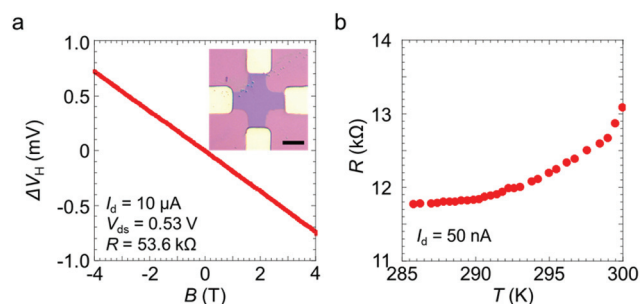 a
ΔV_H (mV)
1.0
0.5
0
-0.5
-1.0
I_d = 10 μA
V_ds = 0.53 V
R = 53.6 kΩ
-4
-2
0
2
4
B (T)
b
R (kΩ)
14
13
12
11
I_d = 50 nA
285
290
295
300
T (K)